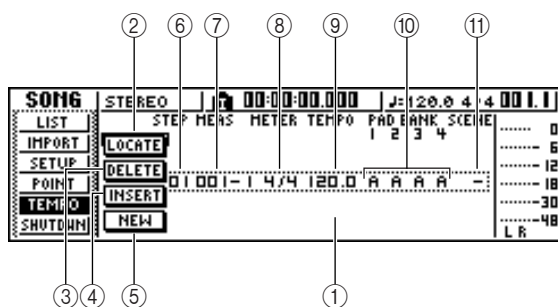 ② ⑥ ⑦ ⑧ ⑨ ⑩ ⑪
SONG STEREO 00:00:00.000 ♩=120.0 4/4 001.1
LIST STEP MEAS METER TEMPO PAD BANK SCENE
1 2 3 4
IMPORT LOCATE
SETUP DELETE
POINT 01 001-1 4/4 120.0 A A A A -
TEMPO INSERT
SHUTDWN NEW
0
6
12
18
-30
-48
L R
③ ④ ⑤ ①